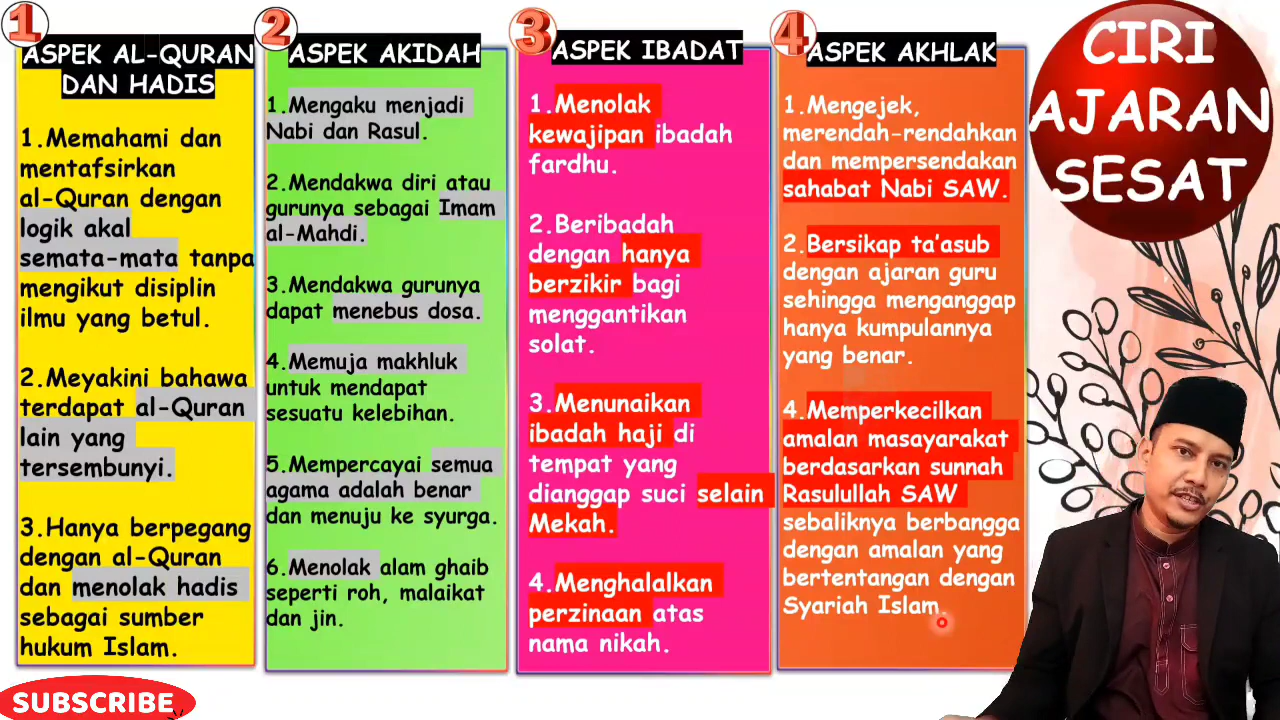 1
ASPEK AL-QURAN
DAN HADIS
1.Memahami dan
mentafsirkan
al-Quran dengan
logik akal
semata-mata tanpa
mengikut disiplin
ilmu yang betul.
2.Meyakini bahawa
terdapat al-Quran
lain yang
tersembunyi.
3.Hanya berpegang
dengan al-Quran
dan menolak hadis
sebagai sumber
hukum Islam.
2
ASPEK AKIDAH
1.Mengaku menjadi
Nabi dan Rasul.
2.Mendakwa diri atau
gurunya sebagai Imam
al-Mahdi.
3.Mendakwa gurunya
dapat menebus dosa.
4.Memuja makhluk
untuk mendapat
sesuatu kelebihan.
5.Mempercayai semua
agama adalah benar
dan menuju ke syurga.
6.Menolak alam ghaib
seperti roh, malaikat
dan jin.
3
ASPEK IBADAT
1.Menolak
kewajipan ibadah
fardhu.
2.Beribadah
dengan hanya
berzikir bagi
menggantikan
solat.
3.Menunaikan
ibadah haji di
tempat yang
dianggap suci selain
Mekah.
4.Menghalalkan
perzinaan atas
nama nikah.
4
ASPEK AKHLAK
1.Mengejek,
merendah-rendahkan
dan mempersendakan
sahabat Nabi SAW.
2.Bersikap ta'asub
dengan ajaran guru
sehingga menganggap
hanya kumpulannya
yang benar.
4.Memperkecilkan
amalan masayarakat
berdasarkan sunnah
Rasulullah SAW
sebaliknya berbangga
dengan amalan yang
bertentangan dengan
Syariah Islam.
CIRI
AJARAN
SESAT
SUBSCRIBE